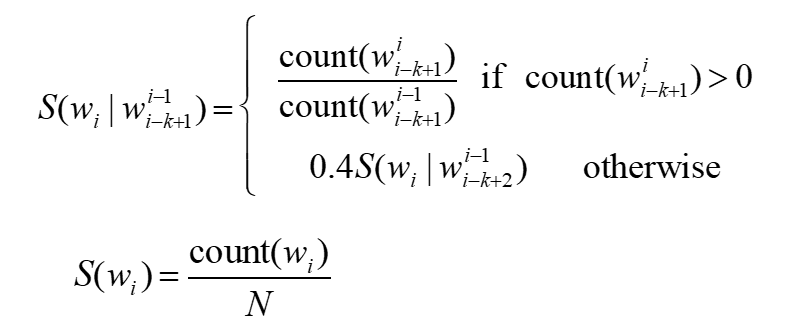 S(w_i | w_{i-k+1}^{i-1}) = { count(w_{i-k+1}^{i}) / count(w_{i-k+1}^{i-1}) if count(w_{i-k+1}^{i}) > 0
0.4S(w_i | w_{i-k+2}^{i-1}) otherwise
S(w_i) = count(w_i) / N